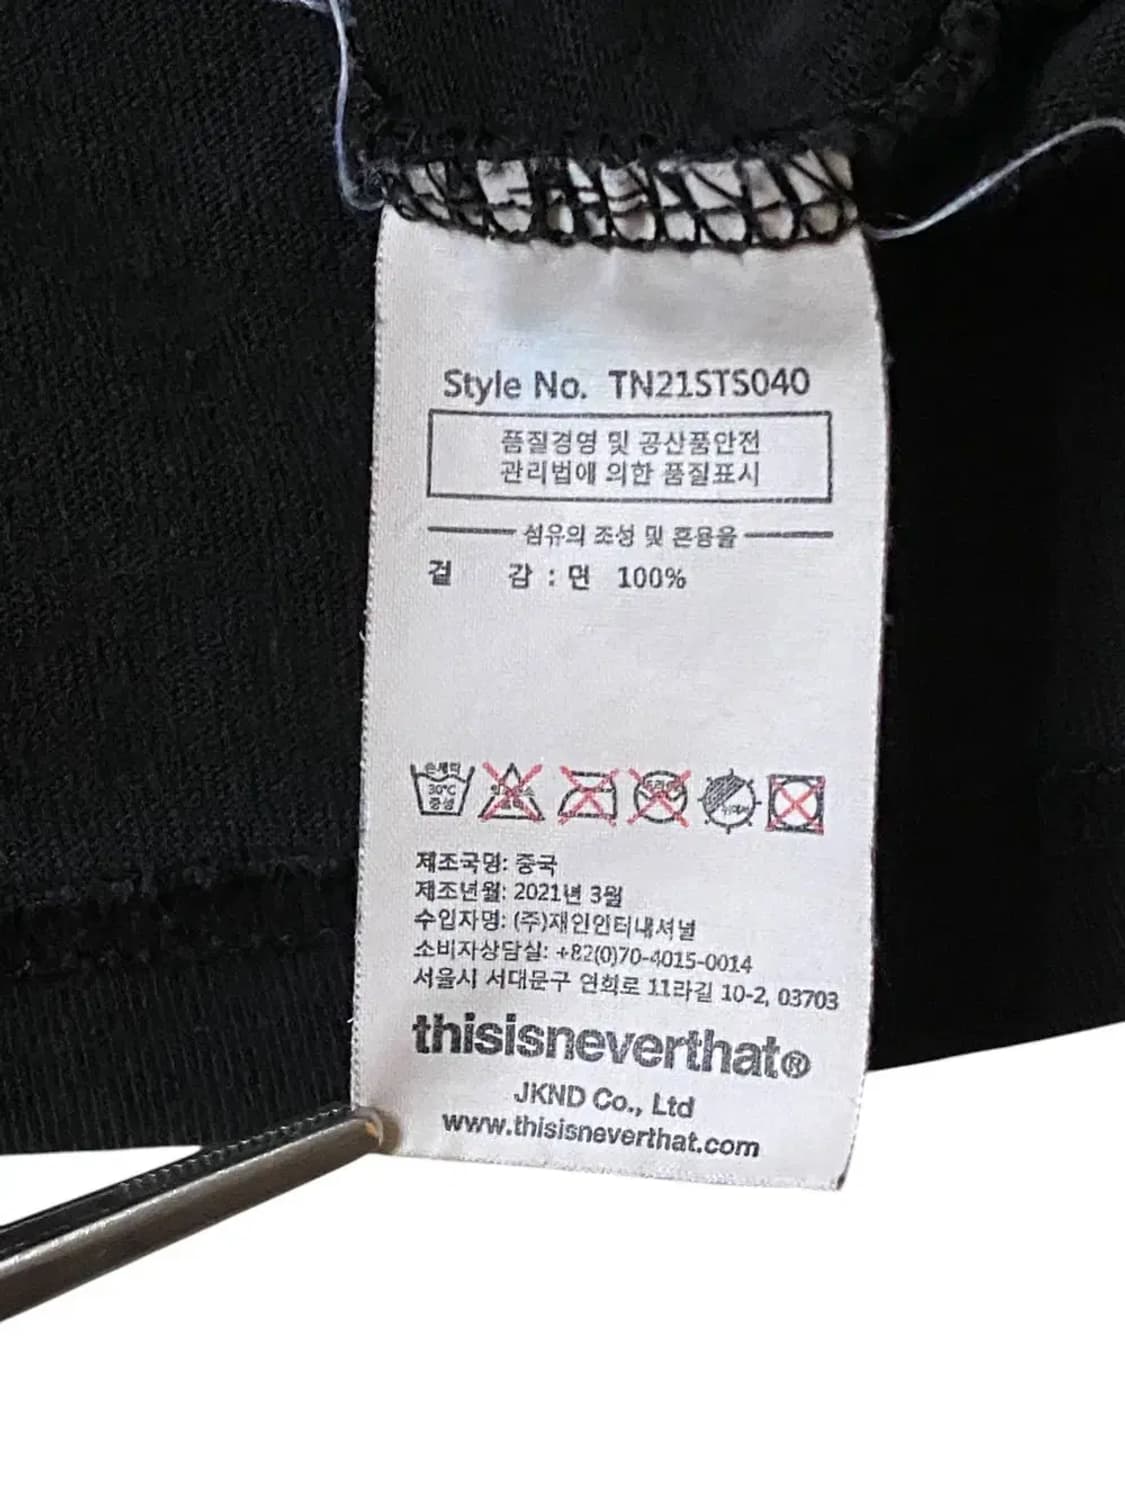 Style No. TN21STS040
품질경영 및 공산품안전
관리법에 의한 품질표시
섬유의 조성 및 혼용율
겉 감 : 면 100%
손세탁
30℃
중성
제조국명: 중국
제조년월: 2021년 3월
수입자명: (주)재인인터내셔널
소비자상담실: +82(0)70-4015-0014
서울시 서대문구 연희로 11라길 10-2, 03703
thisisneverthat®
JKND Co., Ltd
www.thisisneverthat.com